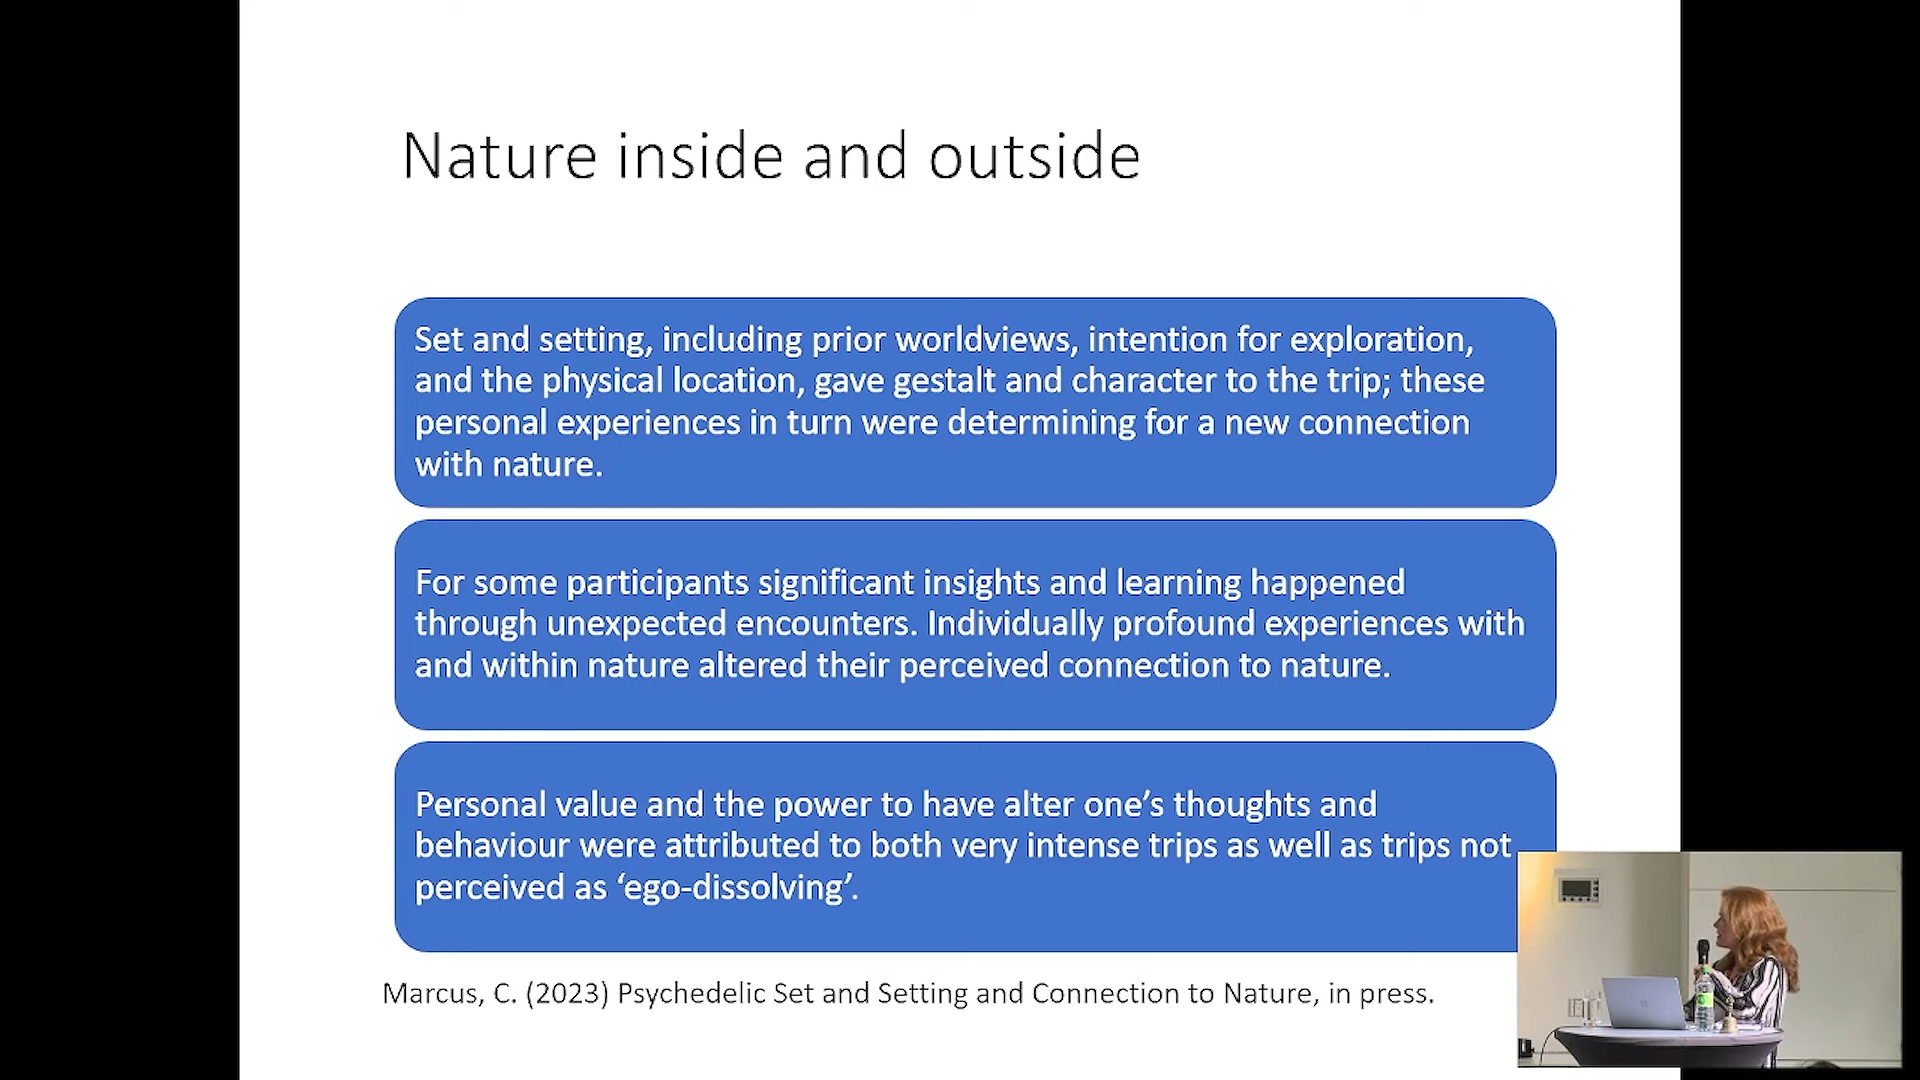 Nature inside and outside
Set and setting, including prior worldviews, intention for exploration,
and the physical location, gave gestalt and character to the trip; these
personal experiences in turn were determining for a new connection
with nature.
For some participants significant insights and learning happened
through unexpected encounters. Individually profound experiences with
and within nature altered their perceived connection to nature.
Personal value and the power to have alter one’s thoughts and
behaviour were attributed to both very intense trips as well as trips not
perceived as ‘ego-dissolving’.
Marcus, C. (2023) Psychedelic Set and Setting and Connection to Nature, in press.